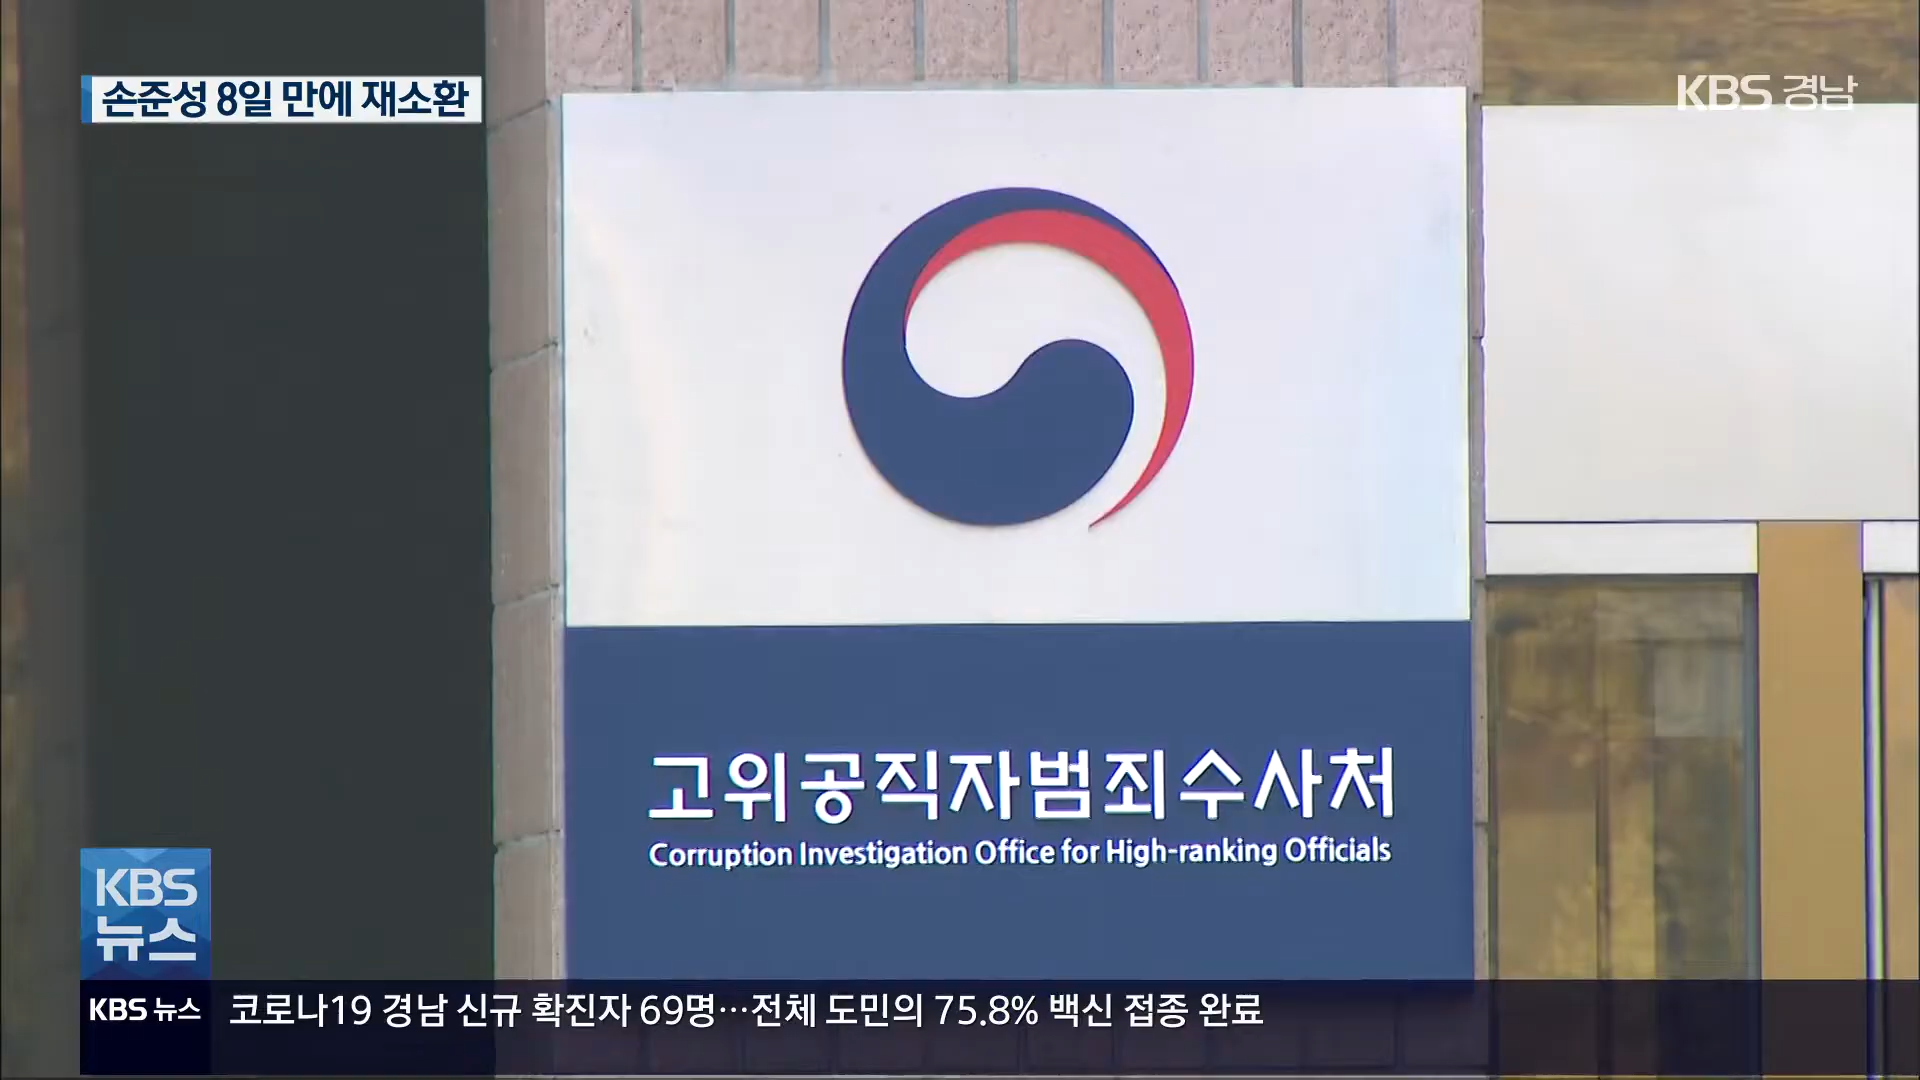 손준성 8일 만에 재소환
KBS 경남
고위공직자범죄수사처
Corruption Investigation Office for High-ranking Officials
KBS
뉴스
KBS 뉴스
코로나19 경남 신규 확진자 69명…전체 도민의 75.8% 백신 접종 완료